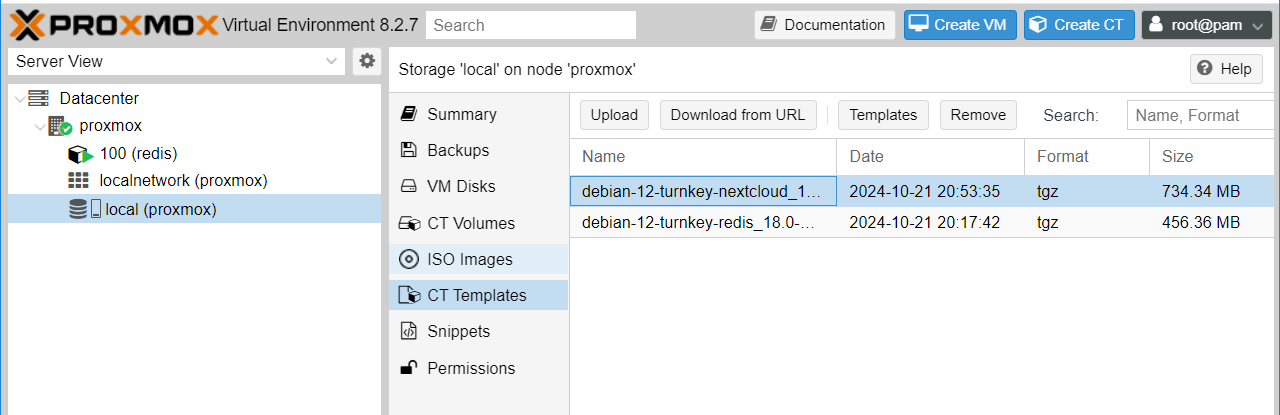 PROXMOX Virtual Environment 8.2.7 Search Documentation Create VM Create CT root@pam
Server View
Storage 'local' on node 'proxmox' Help
Datacenter
proxmox
100 (redis)
localnetwork (proxmox)
local (proxmox)
Summary
Backups
VM Disks
CT Volumes
ISO Images
CT Templates
Snippets
Permissions
Upload Download from URL Templates Remove Search: Name, Format
Name Date Format Size
debian-12-turnkey-nextcloud_1... 2024-10-21 20:53:35 tgz 734.34 MB
debian-12-turnkey-redis_18.0-... 2024-10-21 20:17:42 tgz 456.36 MB